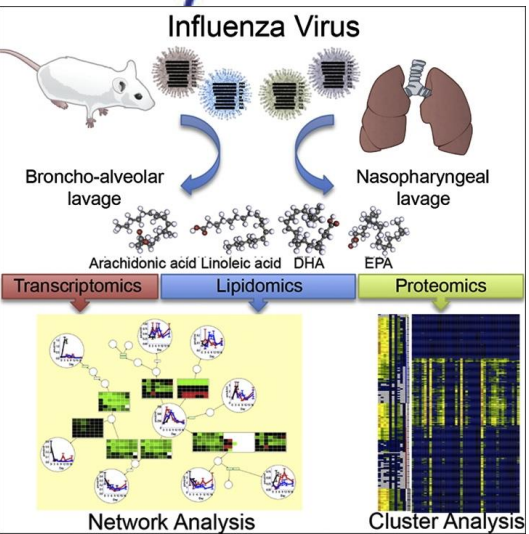 Influenza Virus
Broncho-alveolar
lavage
Nasopharyngeal
lavage
Arachidonic acid Linoleic acid DHA EPA
Transcriptomics Lipidomics Proteomics
Network Analysis Cluster Analysis